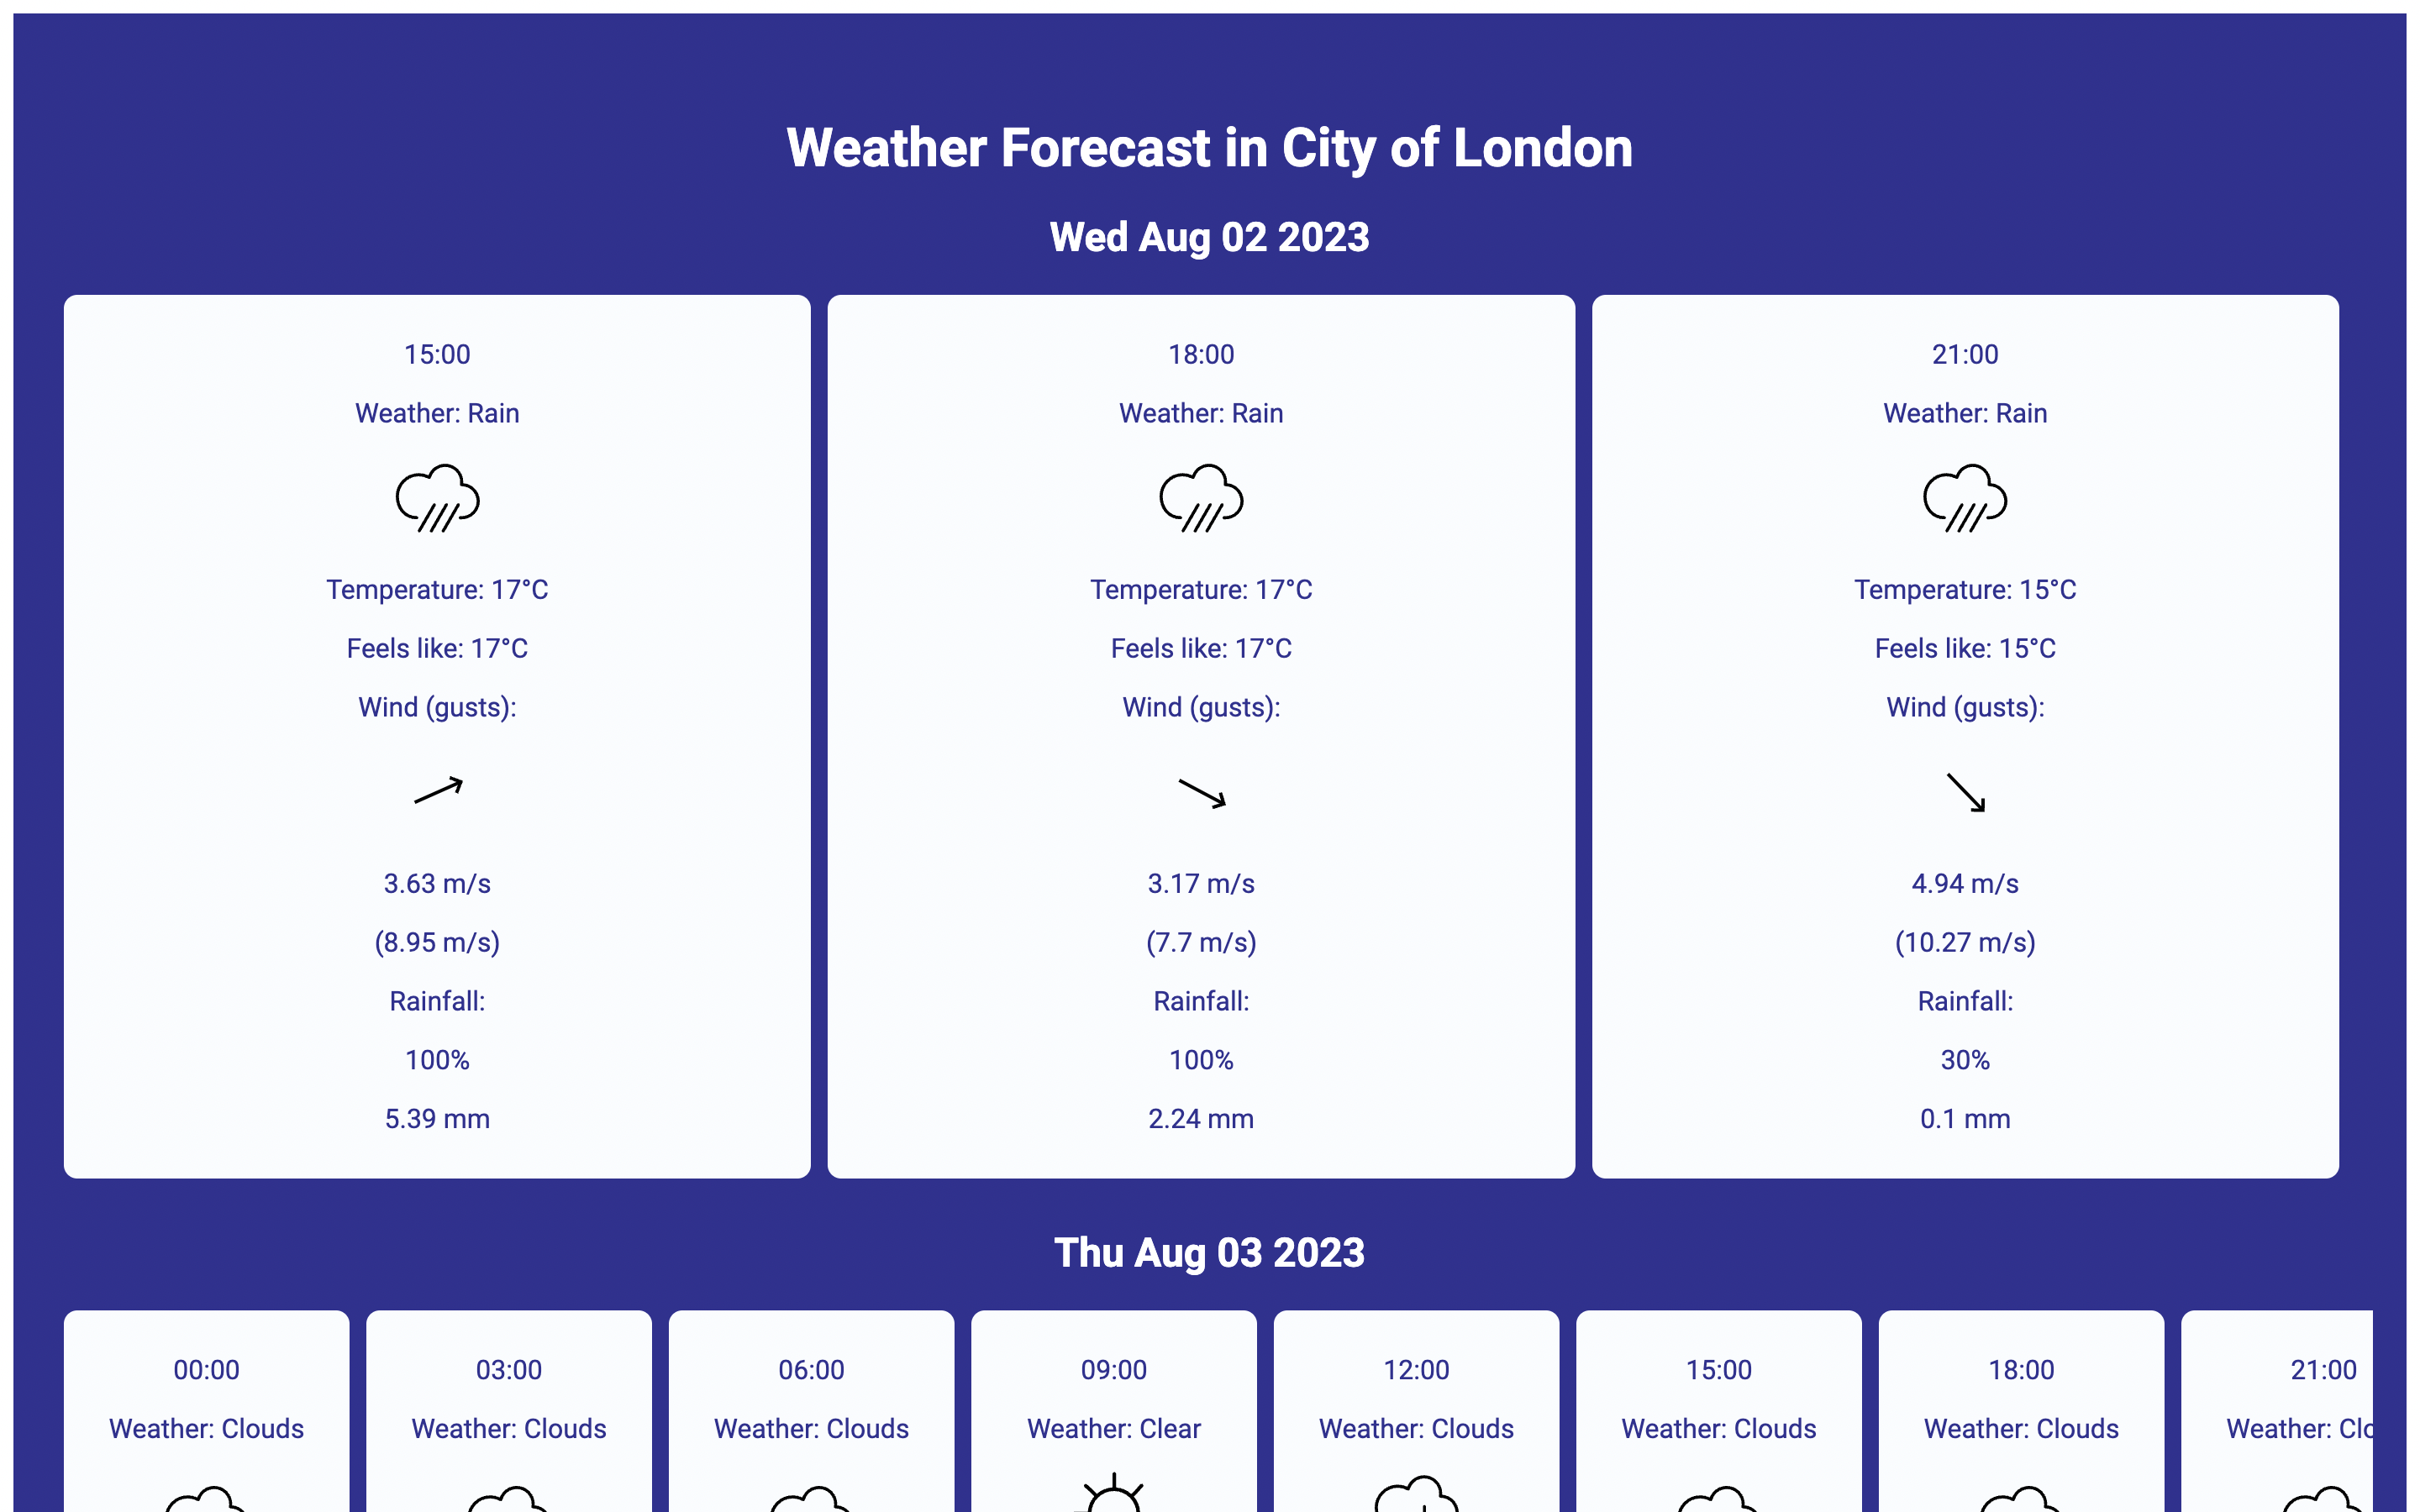 Weather Forecast in City of London
Wed Aug 02 2023
15:00
Weather: Rain
Temperature: 17°C
Feels like: 17°C
Wind (gusts):
3.63 m/s
(8.95 m/s)
Rainfall:
100%
5.39 mm
18:00
Weather: Rain
Temperature: 17°C
Feels like: 17°C
Wind (gusts):
3.17 m/s
(7.7 m/s)
Rainfall:
100%
2.24 mm
21:00
Weather: Rain
Temperature: 15°C
Feels like: 15°C
Wind (gusts):
4.94 m/s
(10.27 m/s)
Rainfall:
30%
0.1 mm
Thu Aug 03 2023
00:00
Weather: Clouds
03:00
Weather: Clouds
06:00
Weather: Clouds
09:00
Weather: Clear
12:00
Weather: Clouds
15:00
Weather: Clouds
18:00
Weather: Clouds
21:00
Weather: